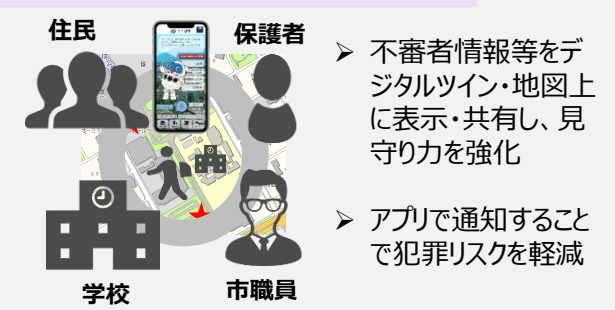 住民
保護者
学校
市職員
➢ 不審者情報等をデ
ジタルツイン・地図上
に表示・共有し、見
守り力を強化
➢ アプリで通知すること
で犯罪リスクを軽減